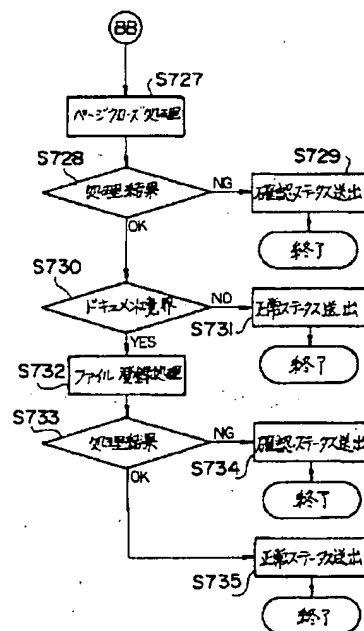 BB
S727
ページクローズ処理
S728
S729
処理結果
NG
確認ステータス送出
OK
終了
S730
ドキュメント境界
NO
正常ステータス送出
YES
S731
S732
ファイル登録処理
終了
S733
処理結果
NG
確認ステータス送出
OK
S734
終了
正常ステータス送出
S735
終了